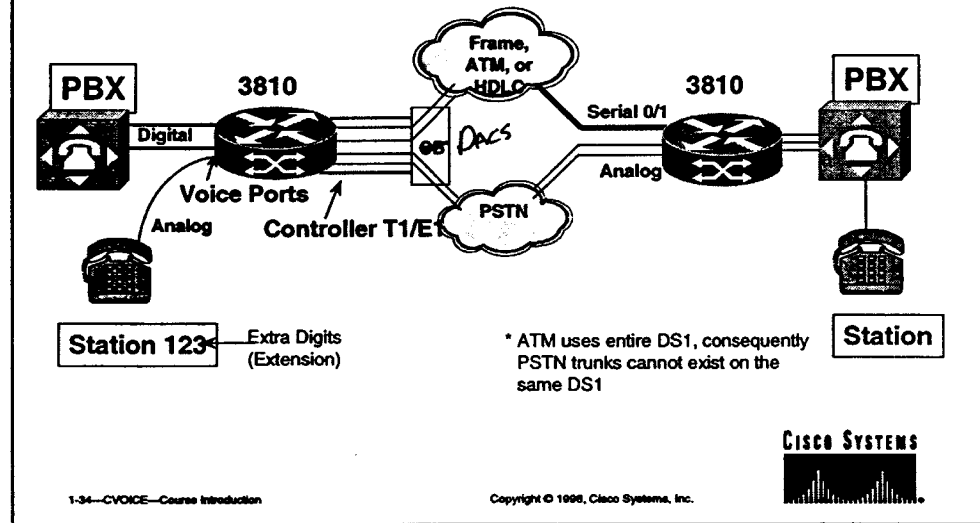 Frame,
ATM, or
HDLC
PBX
3810
3810
PBX
Serial 0/1
Digital
DACS
Analog
Voice Ports
PSTN
Analog
Controller T1/E1
Station 123
Extra Digits
(Extension)
* ATM uses entire DS1, consequently
PSTN trunks cannot exist on the
same DS1
Station
CISCO SYSTEMS
1-34—CVOICE—Course Introduction
Copyright © 1998, Cisco Systems, Inc.